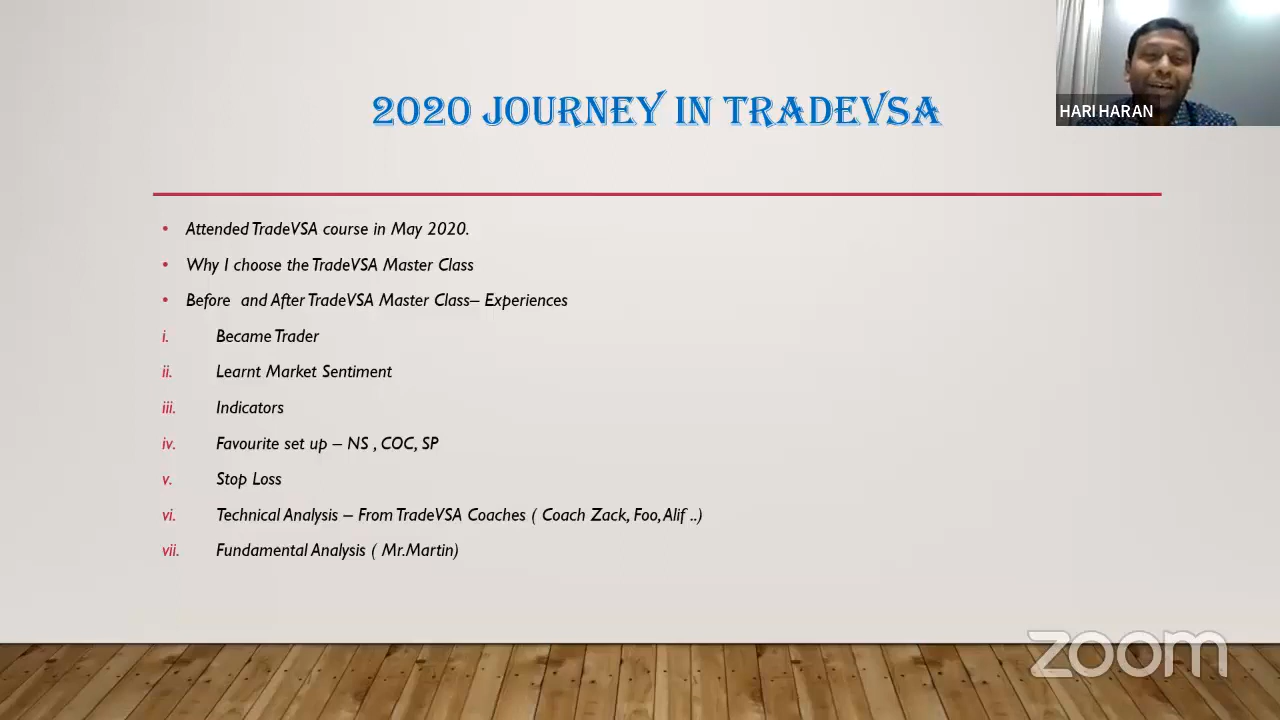 2020 JOURNEY IN TRADEVSA
HARI HARAN
• Attended TradeVSA course in May 2020.
• Why I choose the TradeVSA Master Class
• Before and After TradeVSA Master Class– Experiences
i. Became Trader
ii. Learnt Market Sentiment
iii. Indicators
iv. Favourite set up – NS , COC, SP
v. Stop Loss
vi. Technical Analysis – From TradeVSA Coaches ( Coach Zack, Foo, Alif ..)
vii. Fundamental Analysis ( Mr.Martin)
zoom